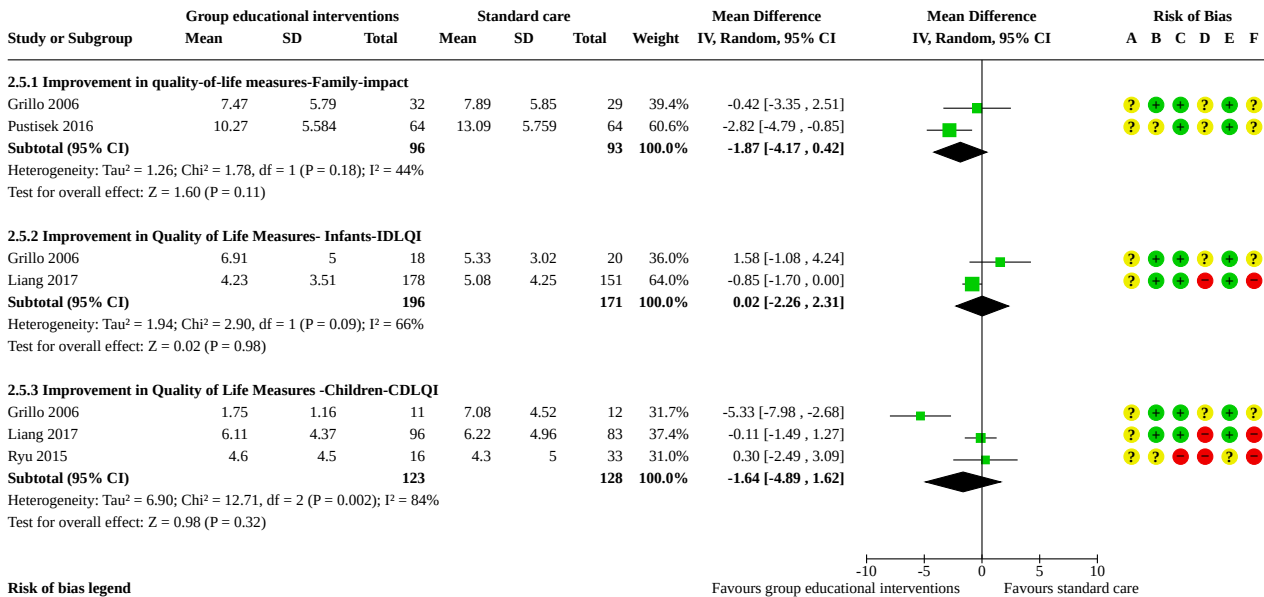 Group educational interventions Standard care Mean Difference Mean Difference Risk of Bias
Study or Subgroup Mean SD Total Mean SD Total Weight IV, Random, 95% CI IV, Random, 95% CI A B C D E F
2.5.1 Improvement in quality-of-life measures-Family-impact
Grillo 2006 7.47 5.79 32 7.89 5.85 29 39.4% -0.42 [-3.35 , 2.51] ? + + ? + ?
Pustisek 2016 10.27 5.584 64 13.09 5.759 64 60.6% -2.82 [-4.79 , -0.85] ? ? + ? + ?
Subtotal (95% CI) 96 93 100.0% -1.87 [-4.17 , 0.42]
Heterogeneity: Tau² = 1.26; Chi² = 1.78, df = 1 (P = 0.18); I² = 44%
Test for overall effect: Z = 1.60 (P = 0.11)
2.5.2 Improvement in Quality of Life Measures- Infants-IDLQI
Grillo 2006 6.91 5 18 5.33 3.02 20 36.0% 1.58 [-1.08 , 4.24] ? + + ? + ?
Liang 2017 4.23 3.51 178 5.08 4.25 151 64.0% -0.85 [-1.70 , 0.00] ? + + − + −
Subtotal (95% CI) 196 171 100.0% 0.02 [-2.26 , 2.31]
Heterogeneity: Tau² = 1.94; Chi² = 2.90, df = 1 (P = 0.09); I² = 66%
Test for overall effect: Z = 0.02 (P = 0.98)
2.5.3 Improvement in Quality of Life Measures -Children-CDLQI
Grillo 2006 1.75 1.16 11 7.08 4.52 12 31.7% -5.33 [-7.98 , -2.68] ? + + ? + ?
Liang 2017 6.11 4.37 96 6.22 4.96 83 37.4% -0.11 [-1.49 , 1.27] ? + + − + −
Ryu 2015 4.6 4.5 16 4.3 5 33 31.0% 0.30 [-2.49 , 3.09] ? ? − − ? −
Subtotal (95% CI) 123 128 100.0% -1.64 [-4.89 , 1.62]
Heterogeneity: Tau² = 6.90; Chi² = 12.71, df = 2 (P = 0.002); I² = 84%
Test for overall effect: Z = 0.98 (P = 0.32)
-10 -5 0 5 10
Risk of bias legend Favours group educational interventions Favours standard care